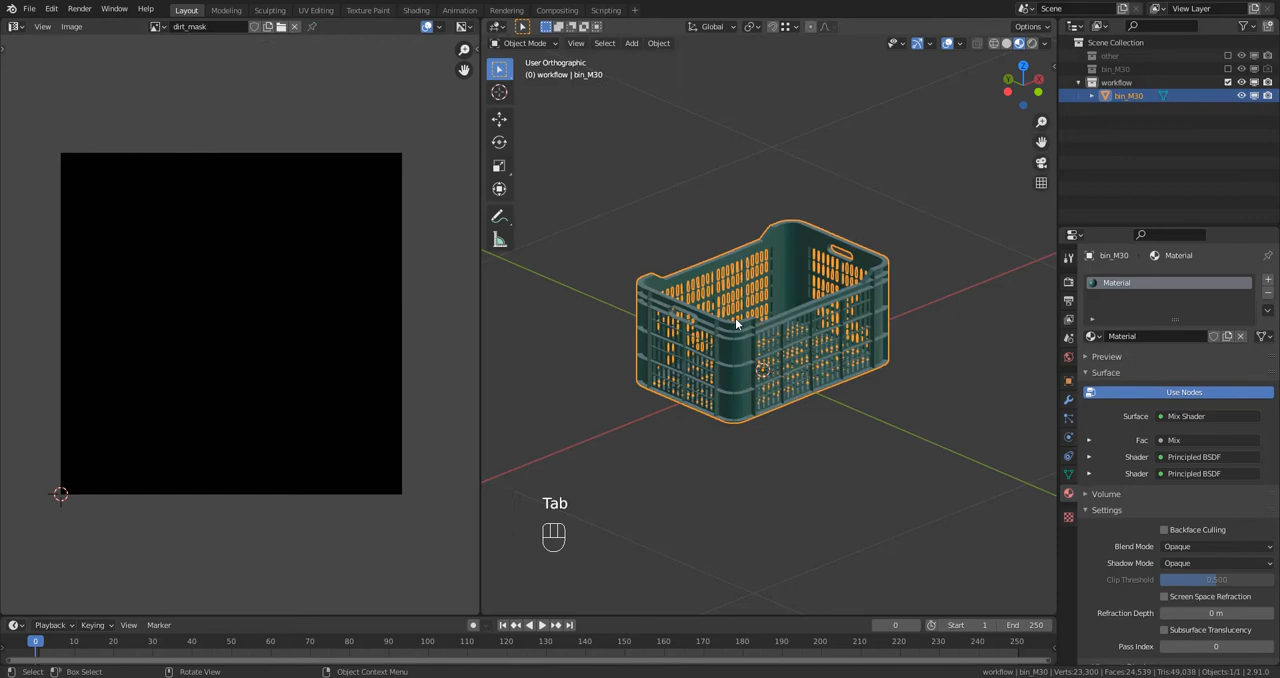 File Edit Render Window Help
Layout Modeling Sculpting UV Editing Texture Paint Shading Animation Rendering Compositing Scripting +
Scene
View Layer
View Image
dirt_mask
Global
Options
Object Mode View Select Add Object
User Orthographic
(0) workflow | bin_M30
Z
X
Y
Tab
Scene Collection
other
bin_M30
workflow
bin_M30
bin_M30 > Material
Material
Material
Preview
Surface
Use Nodes
Surface Mix Shader
Fac Mix
Shader Principled BSDF
Shader Principled BSDF
Volume
Settings
Backface Culling
Blend Mode Opaque
Shadow Mode Opaque
Clip Threshold 0.500
Screen Space Refraction
Refraction Depth 0 m
Subsurface Translucency
Pass Index 0
Playback Keying View Marker
0 Start 1 End 250
0 10 20 30 40 50 60 70 80 90 100 110 120 130 140 150 160 170 180 190 200 210 220 230 240 250
Select Box Select Rotate View Object Context Menu
workflow | bin_M30 | Verts:23,300 | Faces:24,539 | Tris:49,038 | Objects:1/1 | 2.91.0